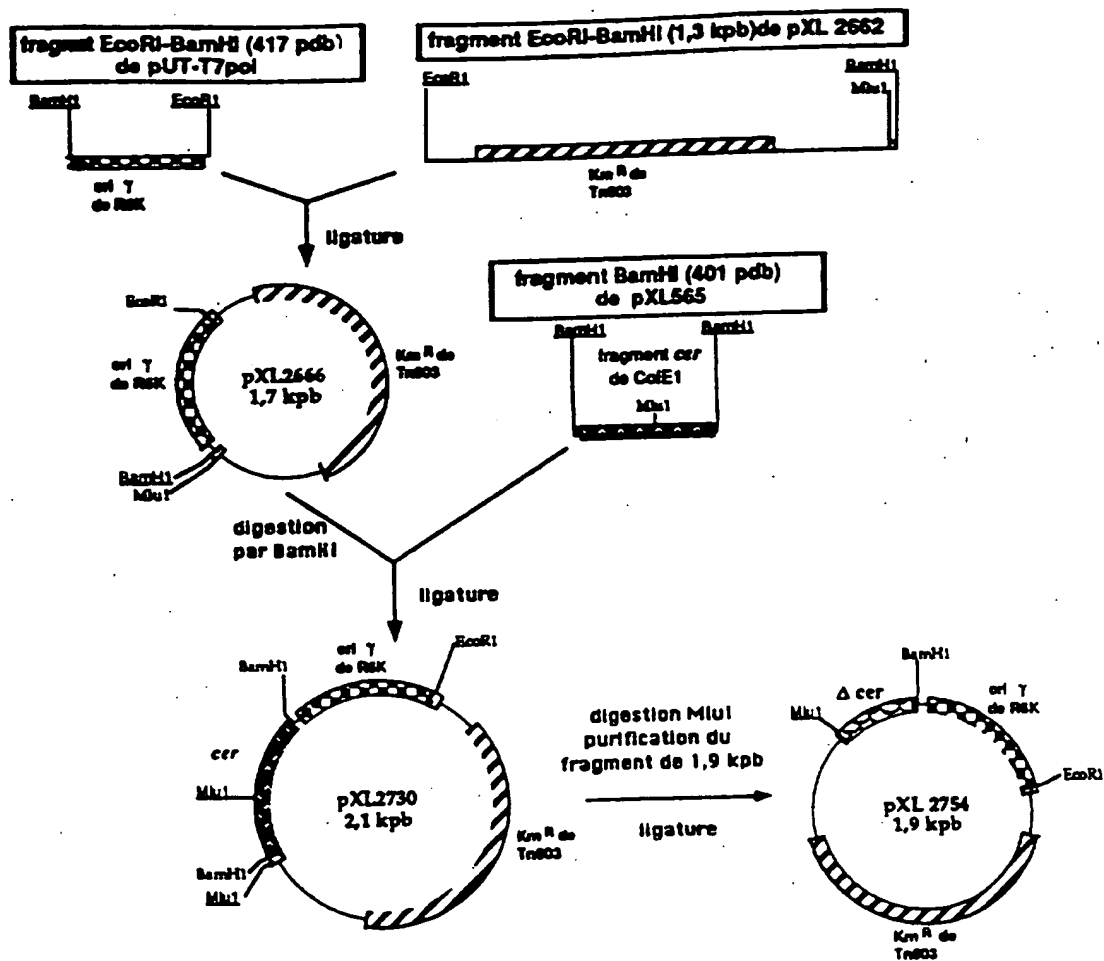 fragmt EcoRI-BamHI (417 pdb)
de pUT-T7pol
fragment EcoRI-BamHI (1,3 kpb)de pXL 2662
BamH1
EcoR1
EcoR1
BamH1
Mlu1
ori γ
de R6K
Km R de
Tn903
ligature
fragment BamHI (401 pdb)
de pXL565
EcoR1
BamH1
BamH1
ori γ
de R6K
pXL2666
1,7 kpb
Km R de
Tn903
fragment cer
de ColE1
Mlu1
BamH1
Mlu1
digestion
par BamHI
ligature
BamH1
ori γ
de R6K
EcoR1
cer
Mlu1
pXL2730
2,1 kpb
BamH1
Mlu1
Km R de
Tn903
digestion MluI
purification du
fragment de 1,9 kpb
ligature
BamH1
Δ cer
ori γ
de R6K
Mlu1
EcoR1
pXL 2754
1,9 kpb
Km R de
Tn903